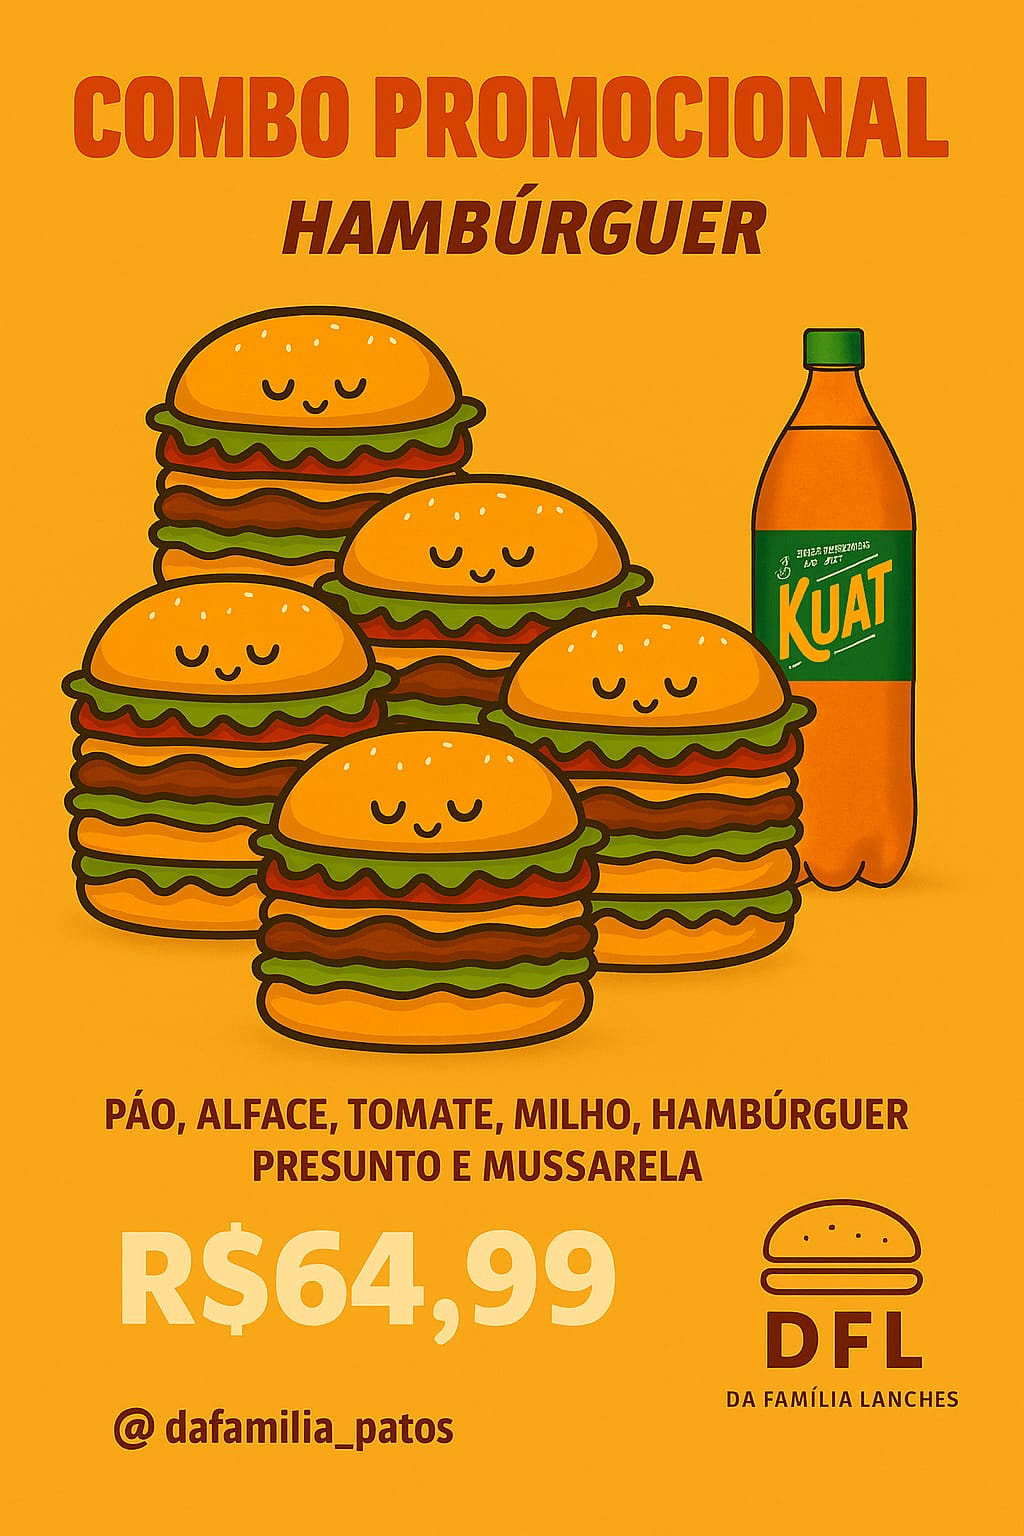 COMBO PROMOCIONAL
HAMBÚRGUER
KUAT
PÁO, ALFACE, TOMATE, MILHO, HAMBÚRGUER
PRESUNTO E MUSSARELA
R$64,99
DFL
DA FAMÍLIA LANCHES
@ dafamilia_patos